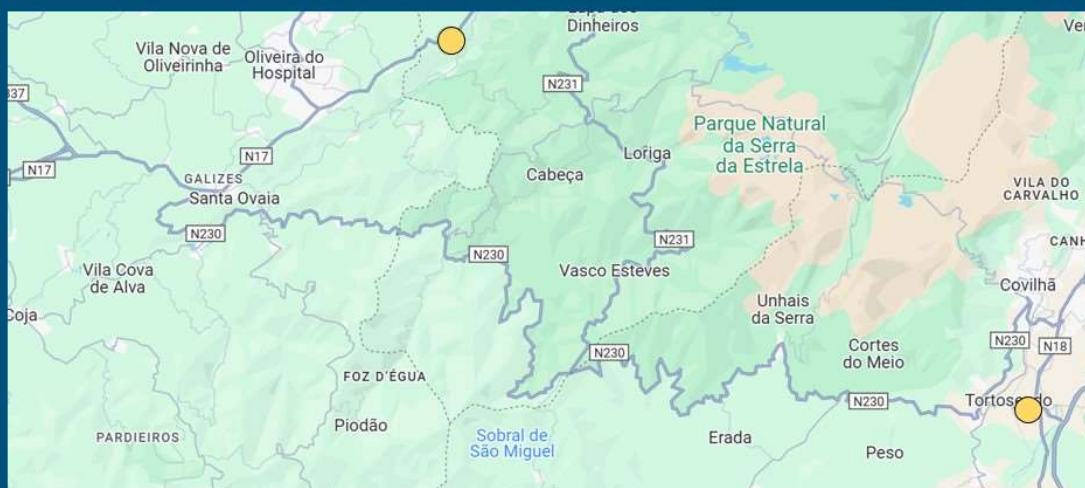 Dinheiros
Vila Nova de
Oliveirinha
Oliveira do
Hospital
N231
N17
N17
GALIZES
Santa Ovaia
N230
Vila Cova
de Alva
Coja
Cabeça
Loriga
Parque Natural
da Serra
da Estrela
VILA DO
CARVALHO
N230
N231
Vasco Esteves
Unhais
da Serra
Covilhã
N230
N18
N230
Cortes
do Meio
FOZ D'ÉGUA
Piodão
PARDIEIROS
Sobral de
São Miguel
Erada
N230
Peso